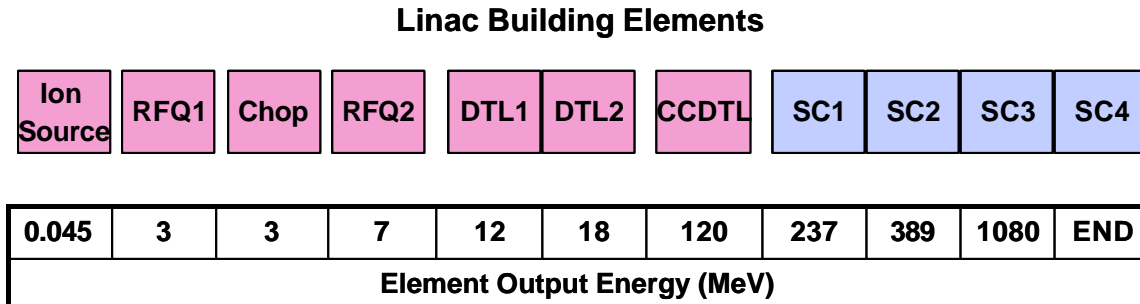 Linac Building Elements
Ion
Source
RFQ1 Chop RFQ2 DTL1 DTL2 CCDTL SC1 SC2 SC3 SC4
0.045 3 3 7 12 18 120 237 389 1080 END
Element Output Energy (MeV)